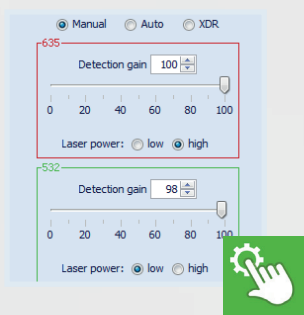 Manual Auto XDR
635
Detection gain 100
0 20 40 60 80 100
Laser power: low high
532
Detection gain 98
0 20 40 60 80 100
Laser power: low high